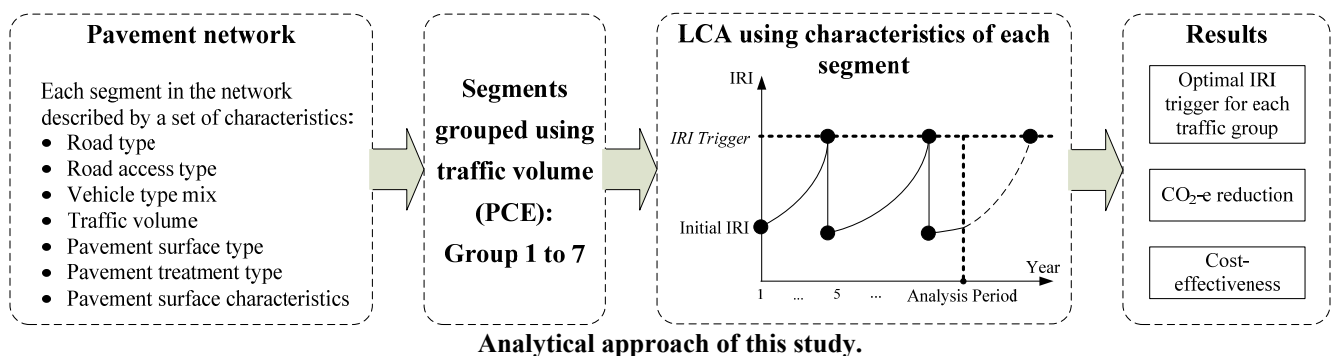 Pavement network
Each segment in the network
described by a set of characteristics:
• Road type
• Road access type
• Vehicle type mix
• Traffic volume
• Pavement surface type
• Pavement treatment type
• Pavement surface characteristics
Segments
grouped using
traffic volume
(PCE):
Group 1 to 7
LCA using characteristics of each
segment
IRI
IRI Trigger
Initial IRI
Year
1 ... 5 ... Analysis Period
Results
Optimal IRI
trigger for each
traffic group
CO₂-e reduction
Cost-
effectiveness
Analytical approach of this study.